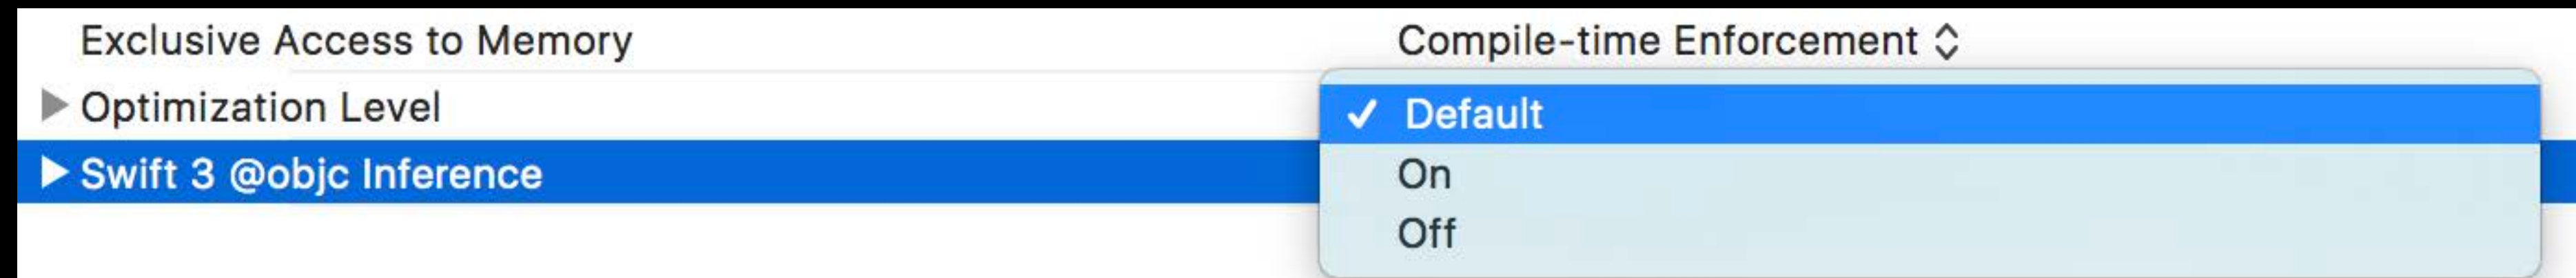 Exclusive Access to Memory Compile-time Enforcement
Optimization Level
✓ Default
Swift 3 @objc Inference
On
Off